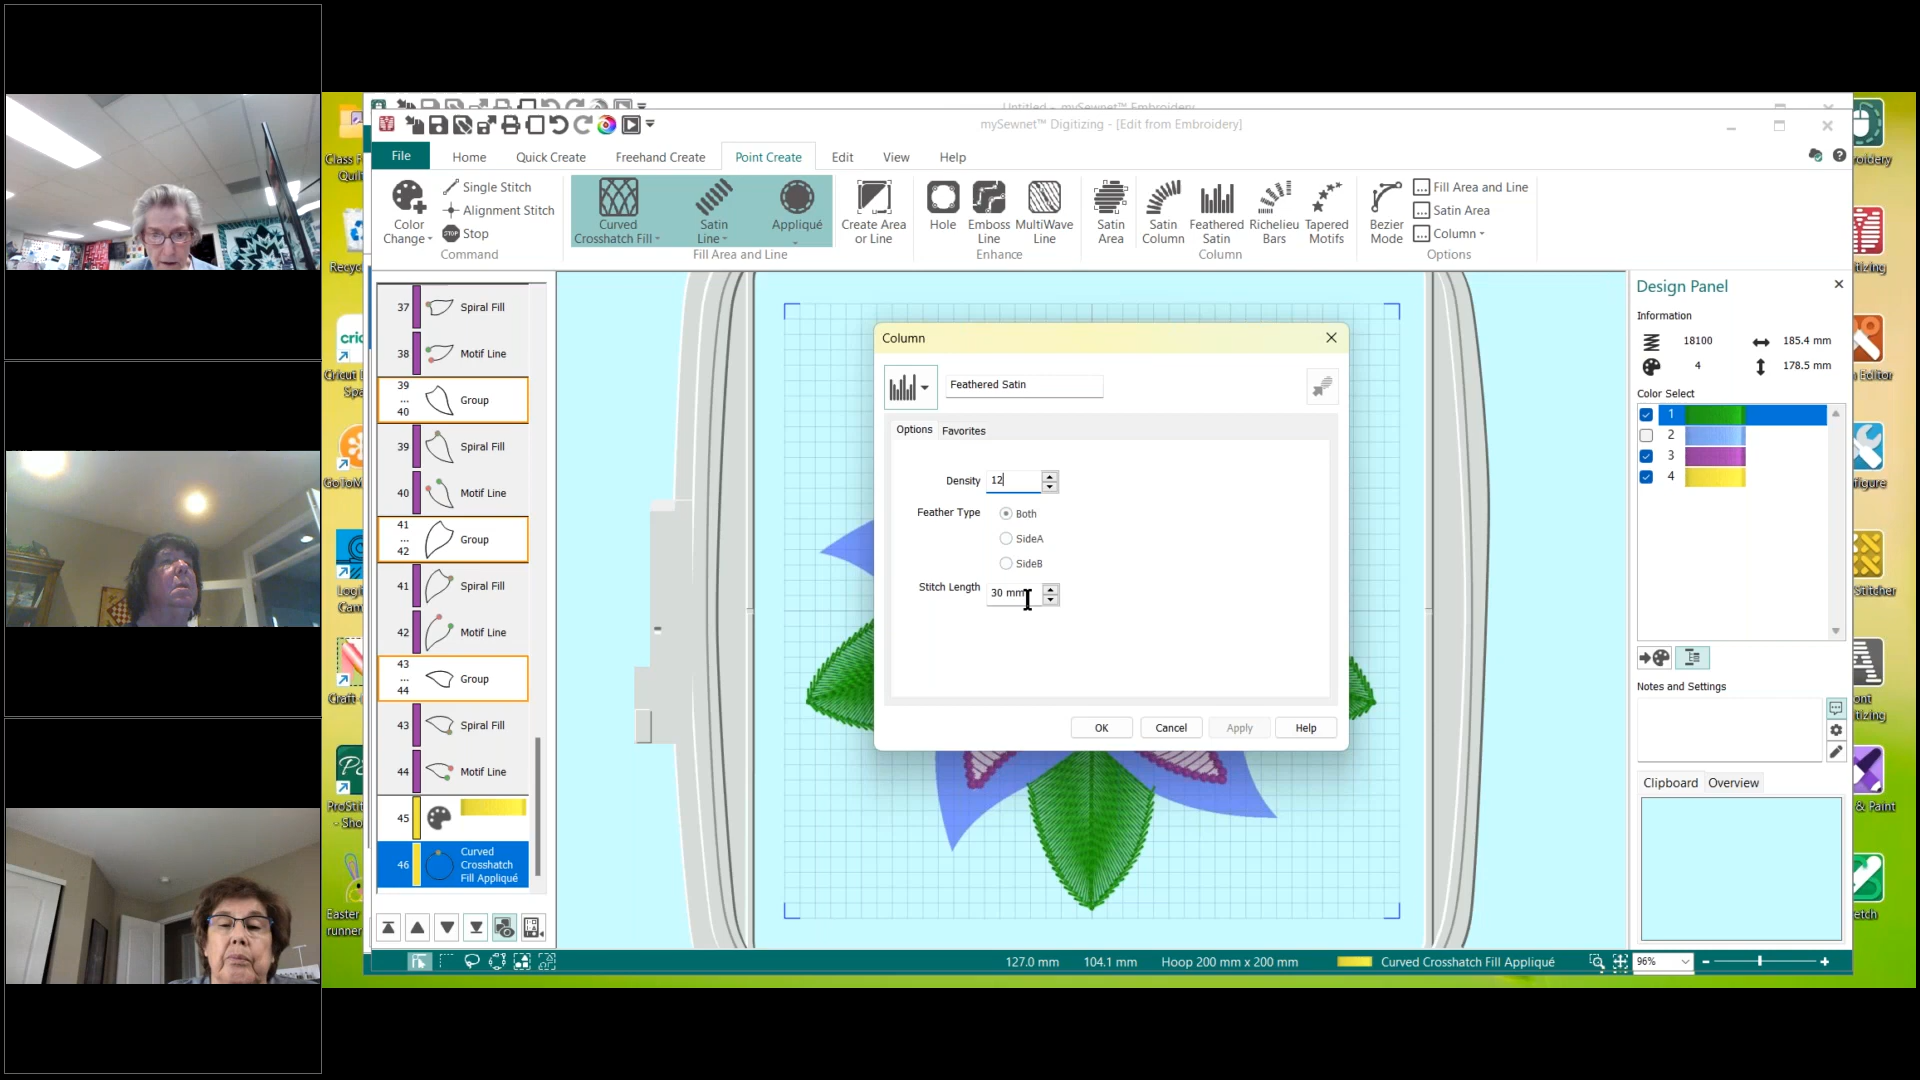 Untitled - mySewnet™ Embroidery
mySewnet™ Digitizing - [Edit from Embroidery]
File
Home
Quick Create
Freehand Create
Point Create
Edit
View
Help
Color
Change
Single Stitch
Alignment Stitch
STOP
Stop
Command
Curved
Crosshatch Fill
Satin
Line
Appliqué
Fill Area and Line
Create Area
or Line
Hole
Emboss
Line
MultiWave
Line
Enhance
Satin
Area
Satin
Column
Feathered
Satin
Richelieu
Bars
Tapered
Motifs
Column
Bezier
Mode
Fill Area and Line
Satin Area
Column
Options
37 Spiral Fill
38 Motif Line
39
...
40
Group
39 Spiral Fill
40 Motif Line
41
...
42
Group
41 Spiral Fill
42 Motif Line
43
...
44
Group
43 Spiral Fill
44 Motif Line
45
46
Curved
Crosshatch
Fill Appliqué
Column
Feathered Satin
Options
Favorites
Density 12
Feather Type
Both
SideA
SideB
Stitch Length 30 mm
OK
Cancel
Apply
Help
Design Panel
Information
18100
185.4 mm
4
178.5 mm
Color Select
1
2
3
4
Notes and Settings
Clipboard
Overview
127.0 mm
104.1 mm
Hoop 200 mm x 200 mm
Curved Crosshatch Fill Appliqué
96%
Easter
runner
& Paint